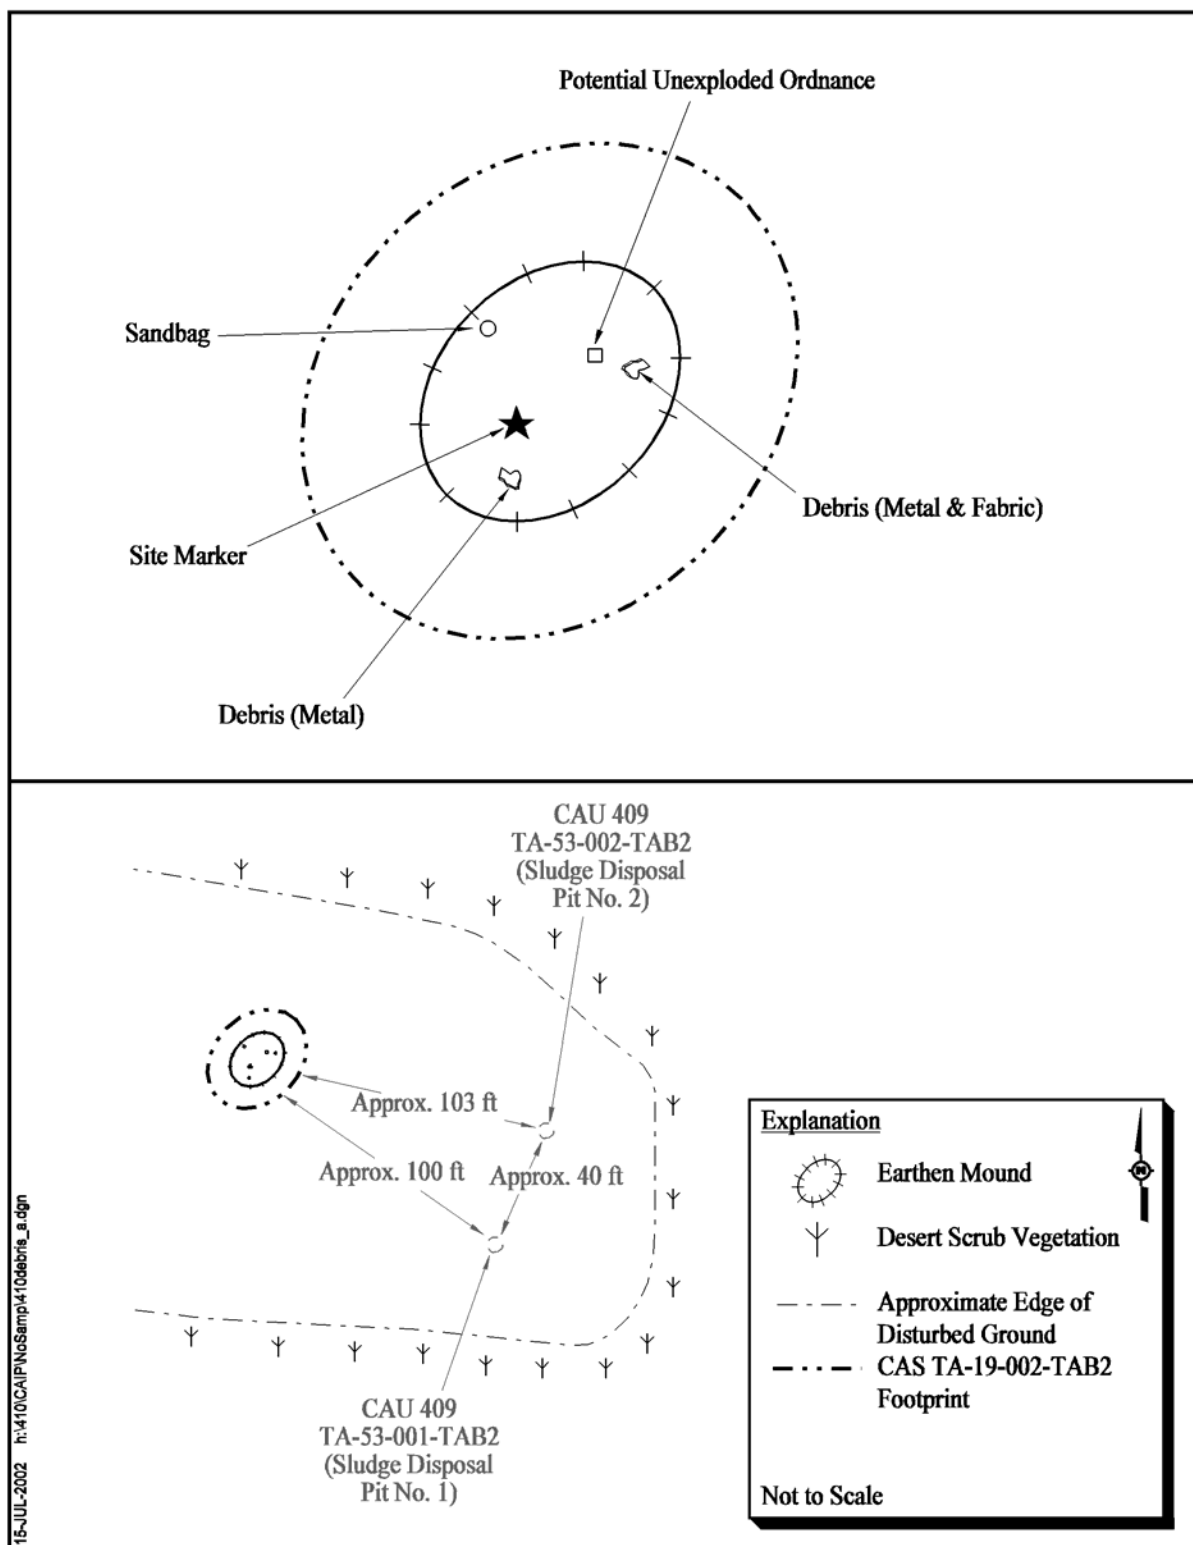 Potential Unexploded Ordnance
Sandbag
Debris (Metal & Fabric)
Site Marker
Debris (Metal)
CAU 409
TA-53-002-TAB2
(Sludge Disposal
Pit No. 2)
Approx. 103 ft
Approx. 100 ft
Approx. 40 ft
CAU 409
TA-53-001-TAB2
(Sludge Disposal
Pit No. 1)
Explanation
N
Earthen Mound
Desert Scrub Vegetation
Approximate Edge of
Disturbed Ground
CAS TA-19-002-TAB2
Footprint
Not to Scale
15-JUL-2002 h:\410\CAIP\NoSamp\410debris_a.dgn